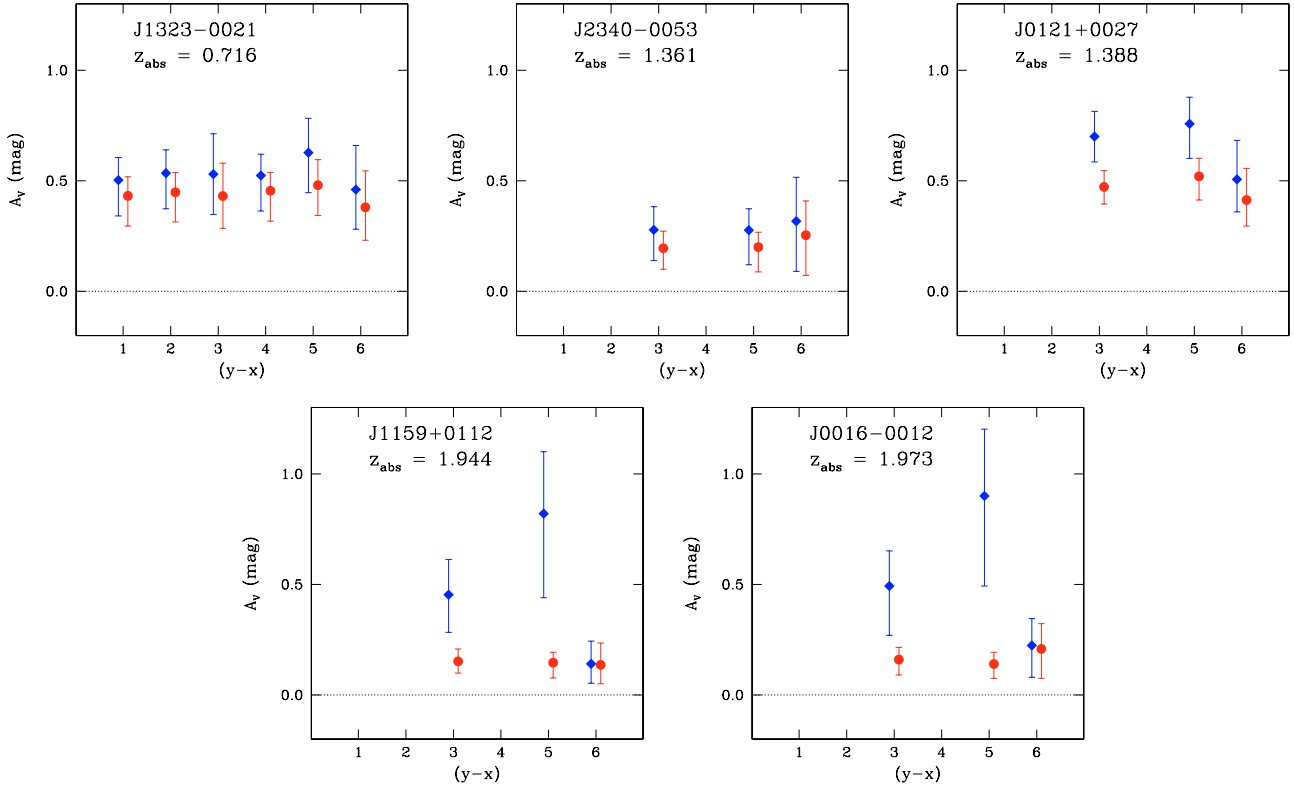 J1323−0021
z_abs = 0.716
1.0
0.5
0.0
A_V (mag)
1 2 3 4 5 6
(y−x)
J2340−0053
z_abs = 1.361
1.0
0.5
0.0
A_V (mag)
1 2 3 4 5 6
(y−x)
J0121+0027
z_abs = 1.388
1.0
0.5
0.0
A_V (mag)
1 2 3 4 5 6
(y−x)
J1159+0112
z_abs = 1.944
1.0
0.5
0.0
A_V (mag)
1 2 3 4 5 6
(y−x)
J0016−0012
z_abs = 1.973
1.0
0.5
0.0
A_V (mag)
1 2 3 4 5 6
(y−x)